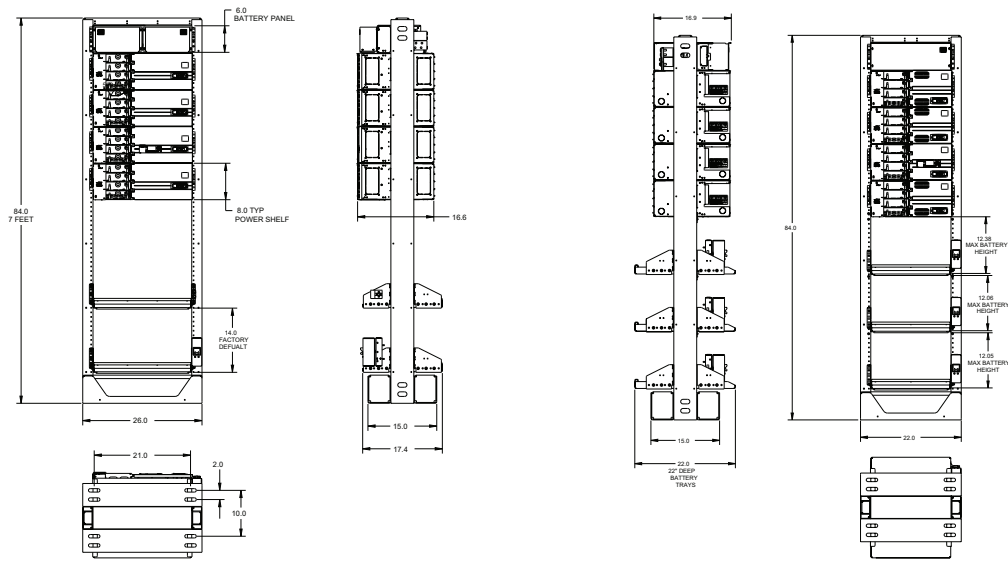 6.0
BATTERY PANEL
84.0
7 FEET
8.0 TYP
POWER SHELF
14.0
FACTORY
DEFUALT
26.0
21.0
2.0
10.0
16.6
15.0
17.4
16.9
15.0
22.0
22" DEEP
BATTERY
TRAYS
84.0
12.38
MAX BATTERY
HEIGHT
12.06
MAX BATTERY
HEIGHT
12.05
MAX BATTERY
HEIGHT
22.0